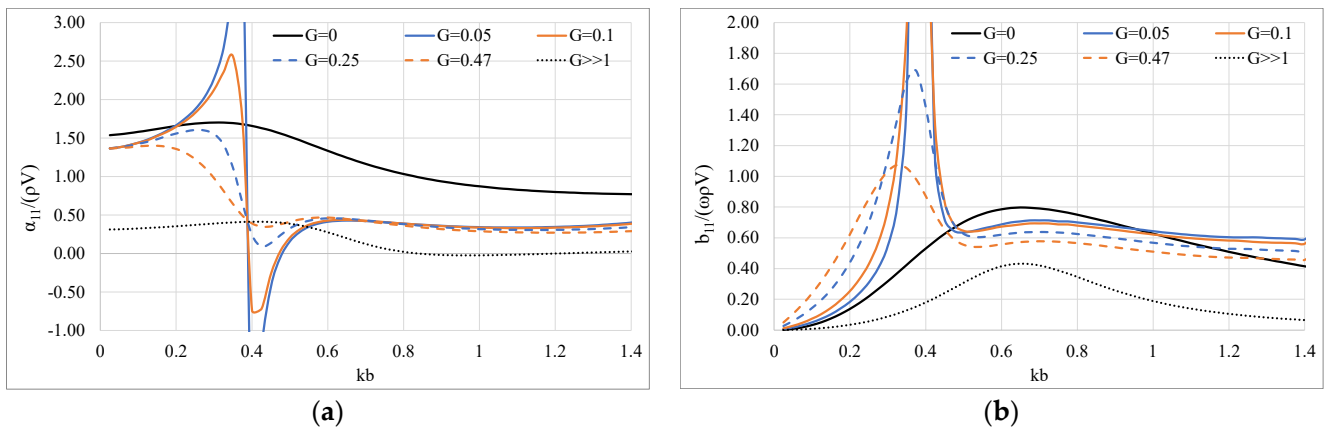 3.00
2.50
2.00
1.50
1.00
0.50
0.00
-0.50
-1.00
α₁₁/(ρV)
G=0 G=0.05 G=0.1
G=0.25 G=0.47 G>>1
0 0.2 0.4 0.6 0.8 1 1.2 1.4
kb
(a)
2.00
1.80
1.60
1.40
1.20
1.00
0.80
0.60
0.40
0.20
0.00
b₁₁/(ωρV)
G=0 G=0.05 G=0.1
G=0.25 G=0.47 G>>1
0 0.2 0.4 0.6 0.8 1 1.2 1.4
kb
(b)